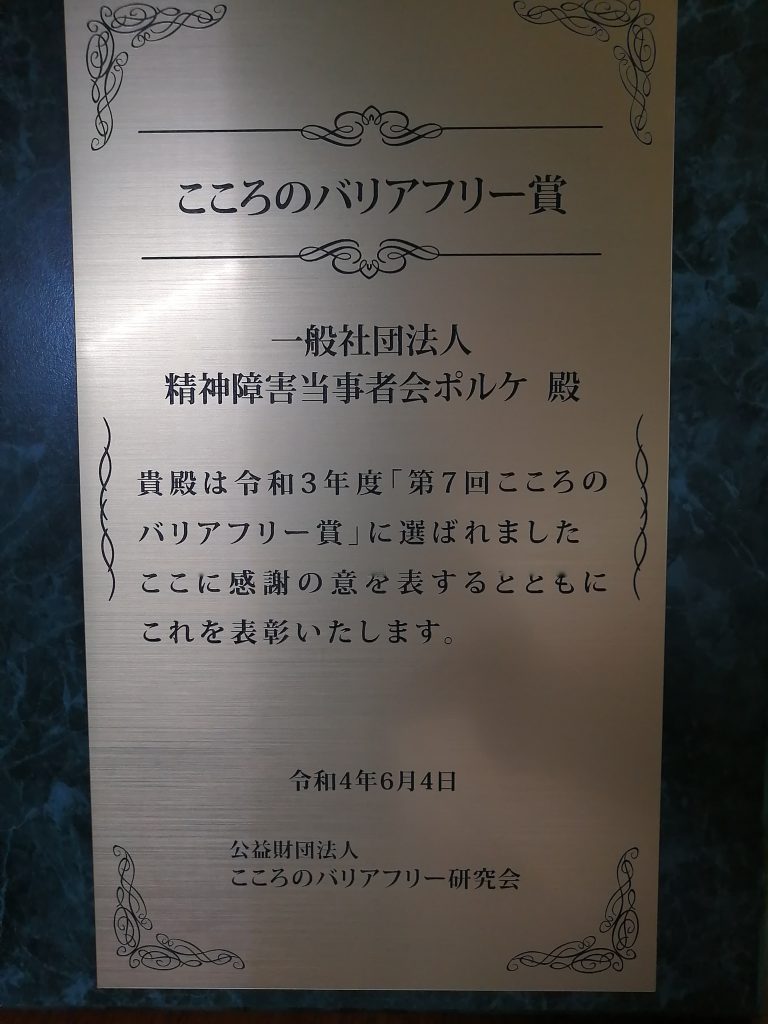 こころのバリアフリー賞
一般社団法人
精神障害当事者会ポルケ 殿
貴殿は令和3年度「第7回こころの
バリアフリー賞」に選ばれました
ここに感謝の意を表するとともに
これを表彰いたします。
令和4年6月4日
公益財団法人
こころのバリアフリー研究会